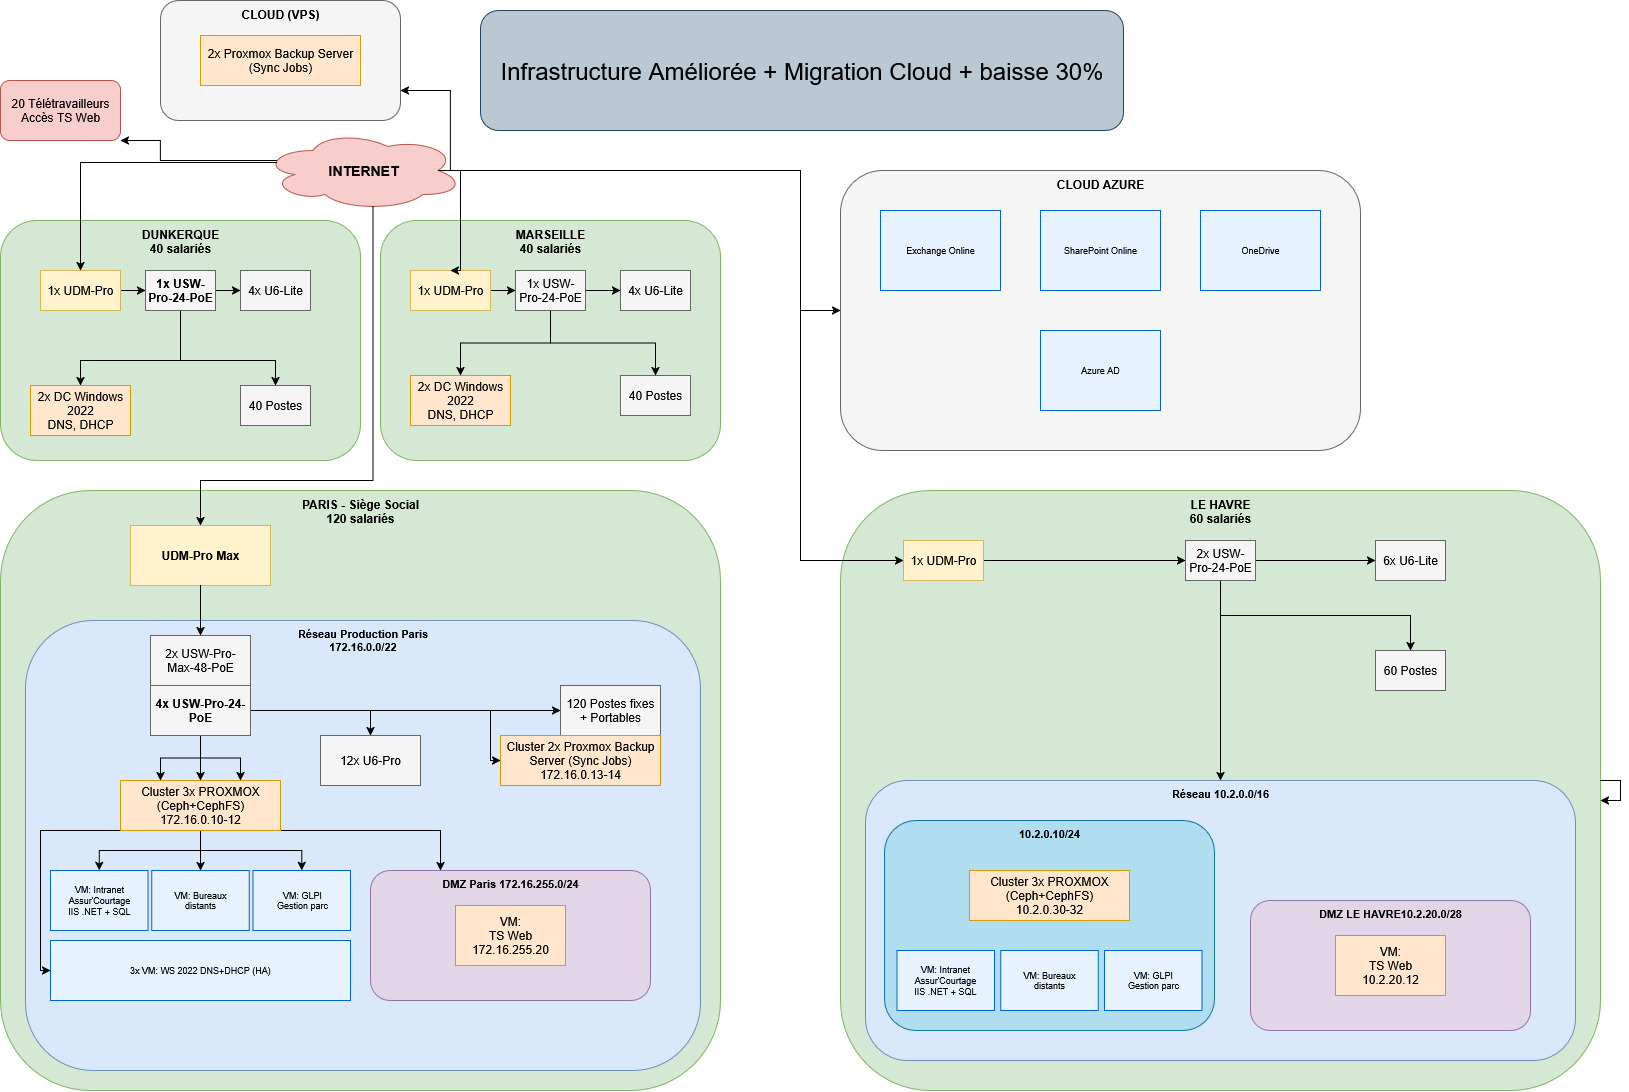 CLOUD (VPS)
2x Proxmox Backup Server
(Sync Jobs)
Infrastructure Améliorée + Migration Cloud + baisse 30%
20 Télétravailleurs
Accès TS Web
INTERNET
CLOUD AZURE
Exchange Online
SharePoint Online
OneDrive
Azure AD
DUNKERQUE
40 salariés
1x UDM-Pro
1x USW-
Pro-24-PoE
4x U6-Lite
2x DC Windows
2022
DNS, DHCP
40 Postes
MARSEILLE
40 salariés
1x UDM-Pro
1x USW-
Pro-24-PoE
4x U6-Lite
2x DC Windows
2022
DNS, DHCP
40 Postes
PARIS - Siège Social
120 salariés
UDM-Pro Max
Réseau Production Paris
172.16.0.0/22
2x USW-Pro-
Max-48-PoE
4x USW-Pro-24-
PoE
120 Postes fixes
+ Portables
12x U6-Pro
Cluster 2x Proxmox Backup
Server (Sync Jobs)
172.16.0.13-14
Cluster 3x PROXMOX
(Ceph+CephFS)
172.16.0.10-12
VM: Intranet
Assur'Courtage
IIS .NET + SQL
VM: Bureaux
distants
VM: GLPI
Gestion parc
3x VM: WS 2022 DNS+DHCP (HA)
DMZ Paris 172.16.255.0/24
VM:
TS Web
172.16.255.20
LE HAVRE
60 salariés
1x UDM-Pro
2x USW-
Pro-24-PoE
6x U6-Lite
60 Postes
Réseau 10.2.0.0/16
10.2.0.10/24
Cluster 3x PROXMOX
(Ceph+CephFS)
10.2.0.30-32
VM: Intranet
Assur'Courtage
IIS .NET + SQL
VM: Bureaux
distants
VM: GLPI
Gestion parc
DMZ LE HAVRE10.2.20.0/28
VM:
TS Web
10.2.20.12